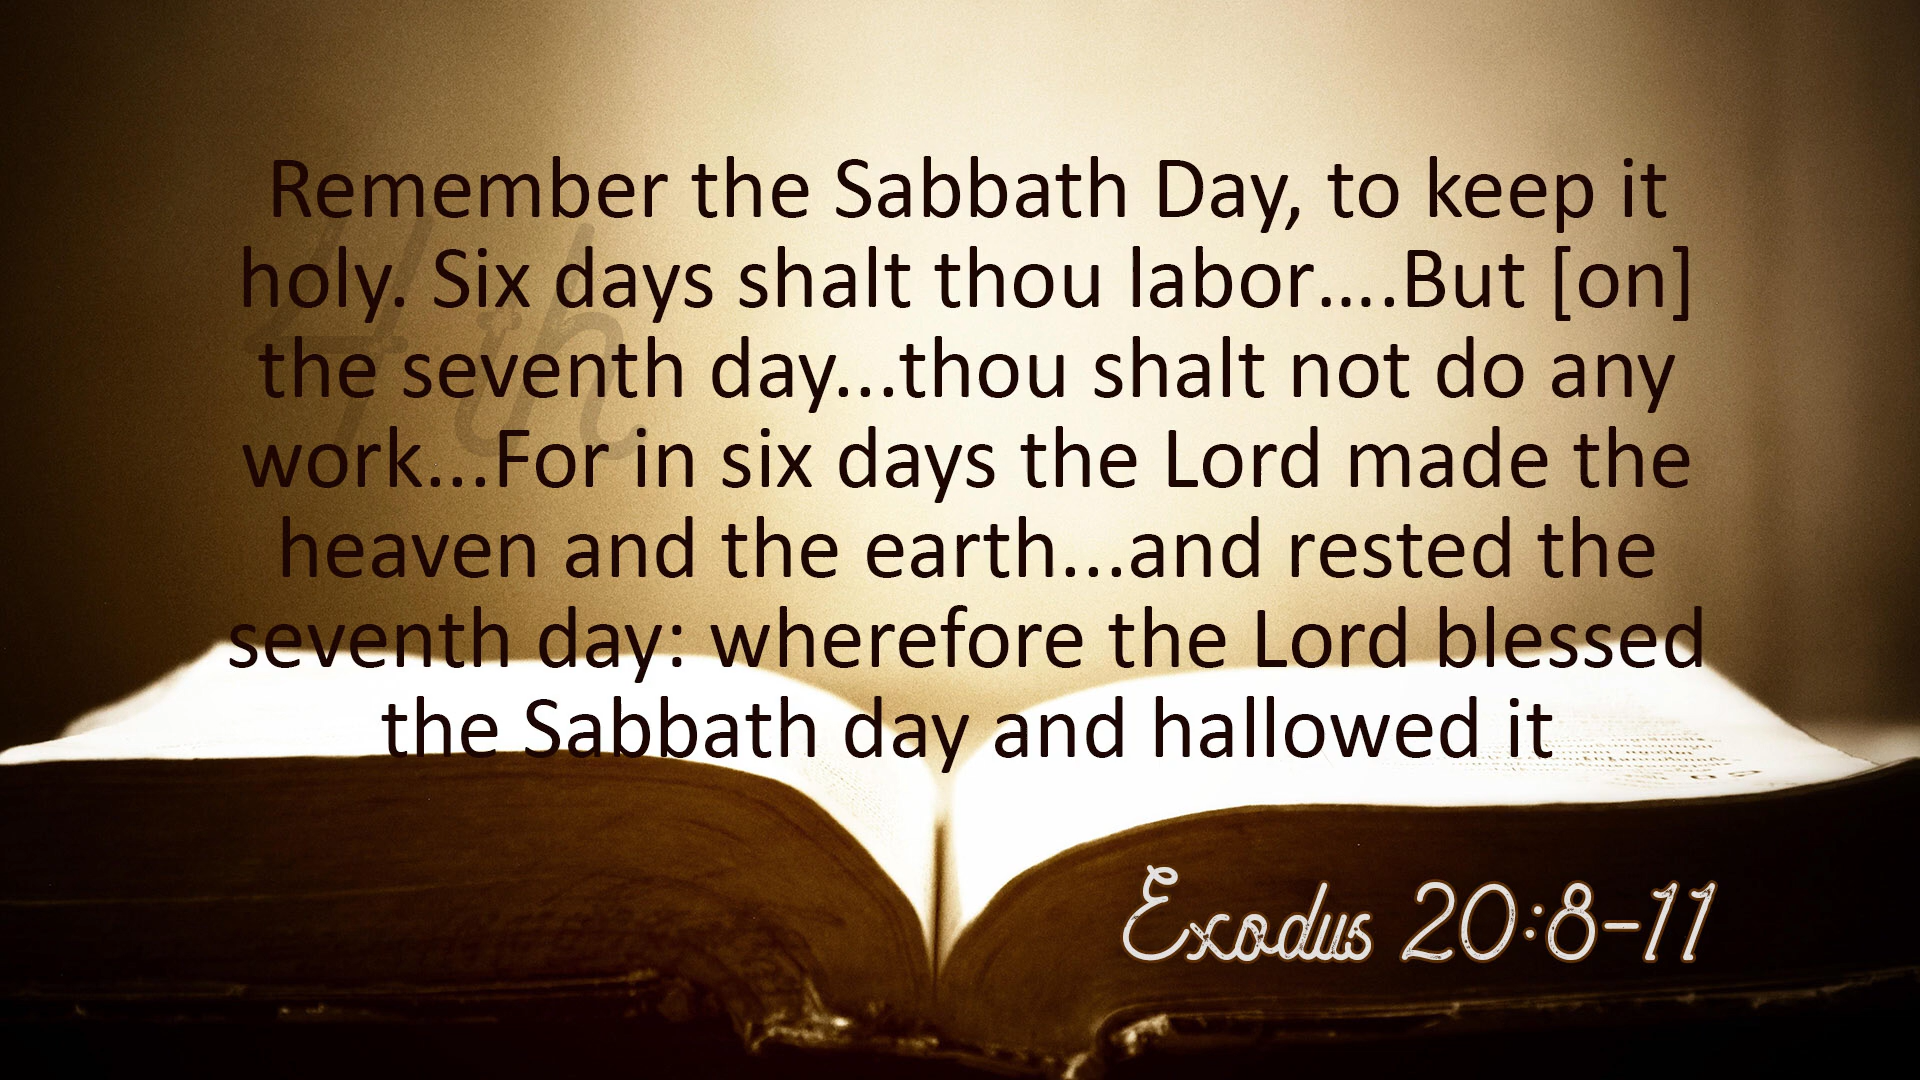 Remember the Sabbath Day, to keep it
holy. Six days shalt thou labor....But [on]
the seventh day...thou shalt not do any
work...For in six days the Lord made the
heaven and the earth...and rested the
seventh day: wherefore the Lord blessed
the Sabbath day and hallowed it
4th
Exodus 20:8-11